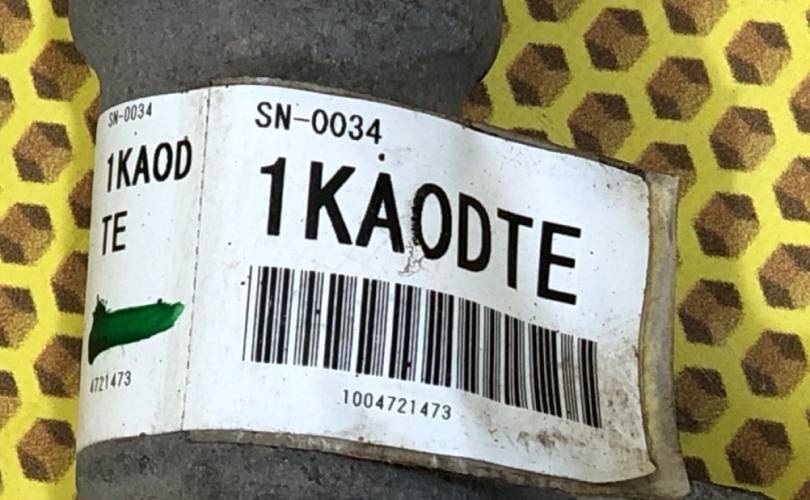 SN-0034
1KAOD
TE
4721473
SN-0034
1KAODTE
1004721473